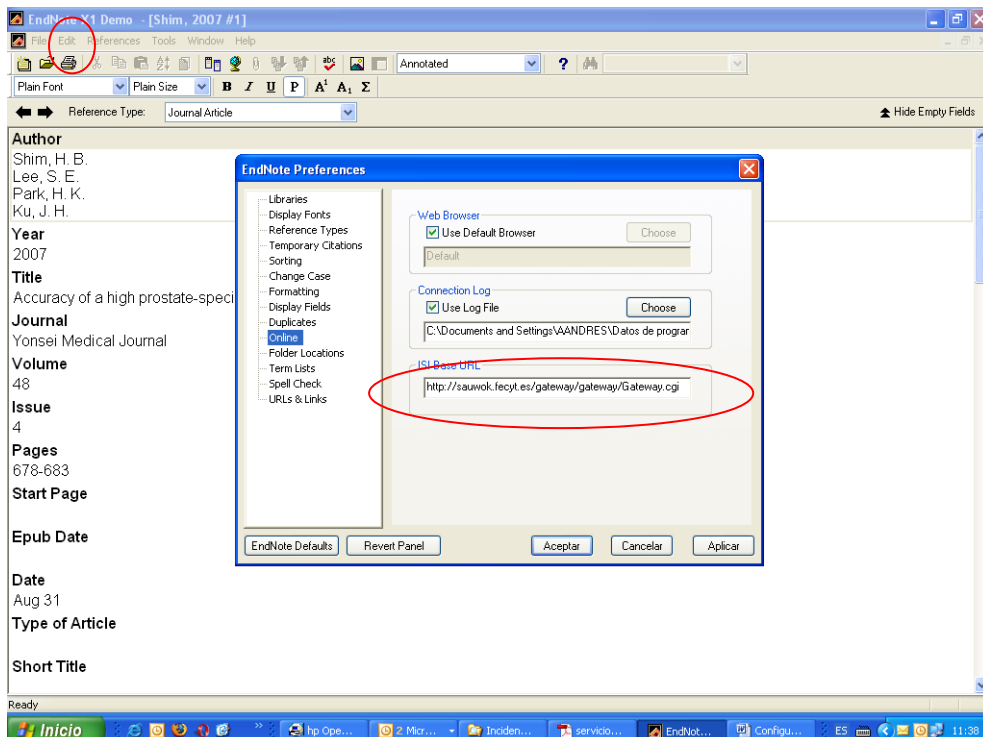 EndNote X1 Demo - [Shim, 2007 #1]
File Edit References Tools Window Help
Annotated
Plain Font Plain Size B I U P A¹ A₁ Σ
Reference Type: Journal Article Hide Empty Fields
Author
Shim, H. B.
Lee, S. E.
Park, H. K.
Ku, J. H.
Year
2007
Title
Accuracy of a high prostate-speci
Journal
Yonsei Medical Journal
Volume
48
Issue
4
Pages
678-683
Start Page
Epub Date
Date
Aug 31
Type of Article
Short Title
EndNote Preferences
Libraries
Display Fonts
Reference Types
Temporary Citations
Sorting
Change Case
Formatting
Display Fields
Duplicates
Online
Folder Locations
Term Lists
Spell Check
URLs & Links
Web Browser
Use Default Browser Choose
Default
Connection Log
Use Log File Choose
C:\Documents and Settings\AANDRES\Datos de prograr
ISI Base URL
http://sauwok.fecyt.es/gateway/gateway/Gateway.cgi
EndNote Defaults Revert Panel Aceptar Cancelar Aplicar
Ready
Inicio hp Ope... 2 Micr... Inciden... servicio... EndNot... Configu... ES 11:38